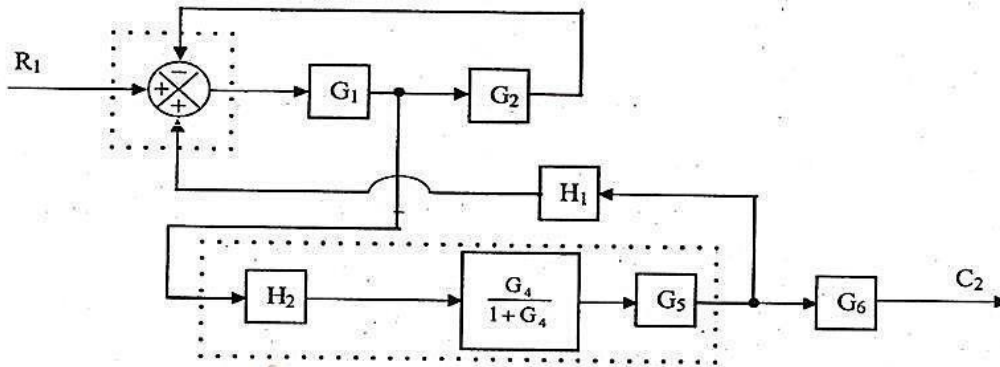 R₁
−
+
+
G₁
G₂
H₁
H₂
G₄
1 + G₄
G₅
G₆
C₂